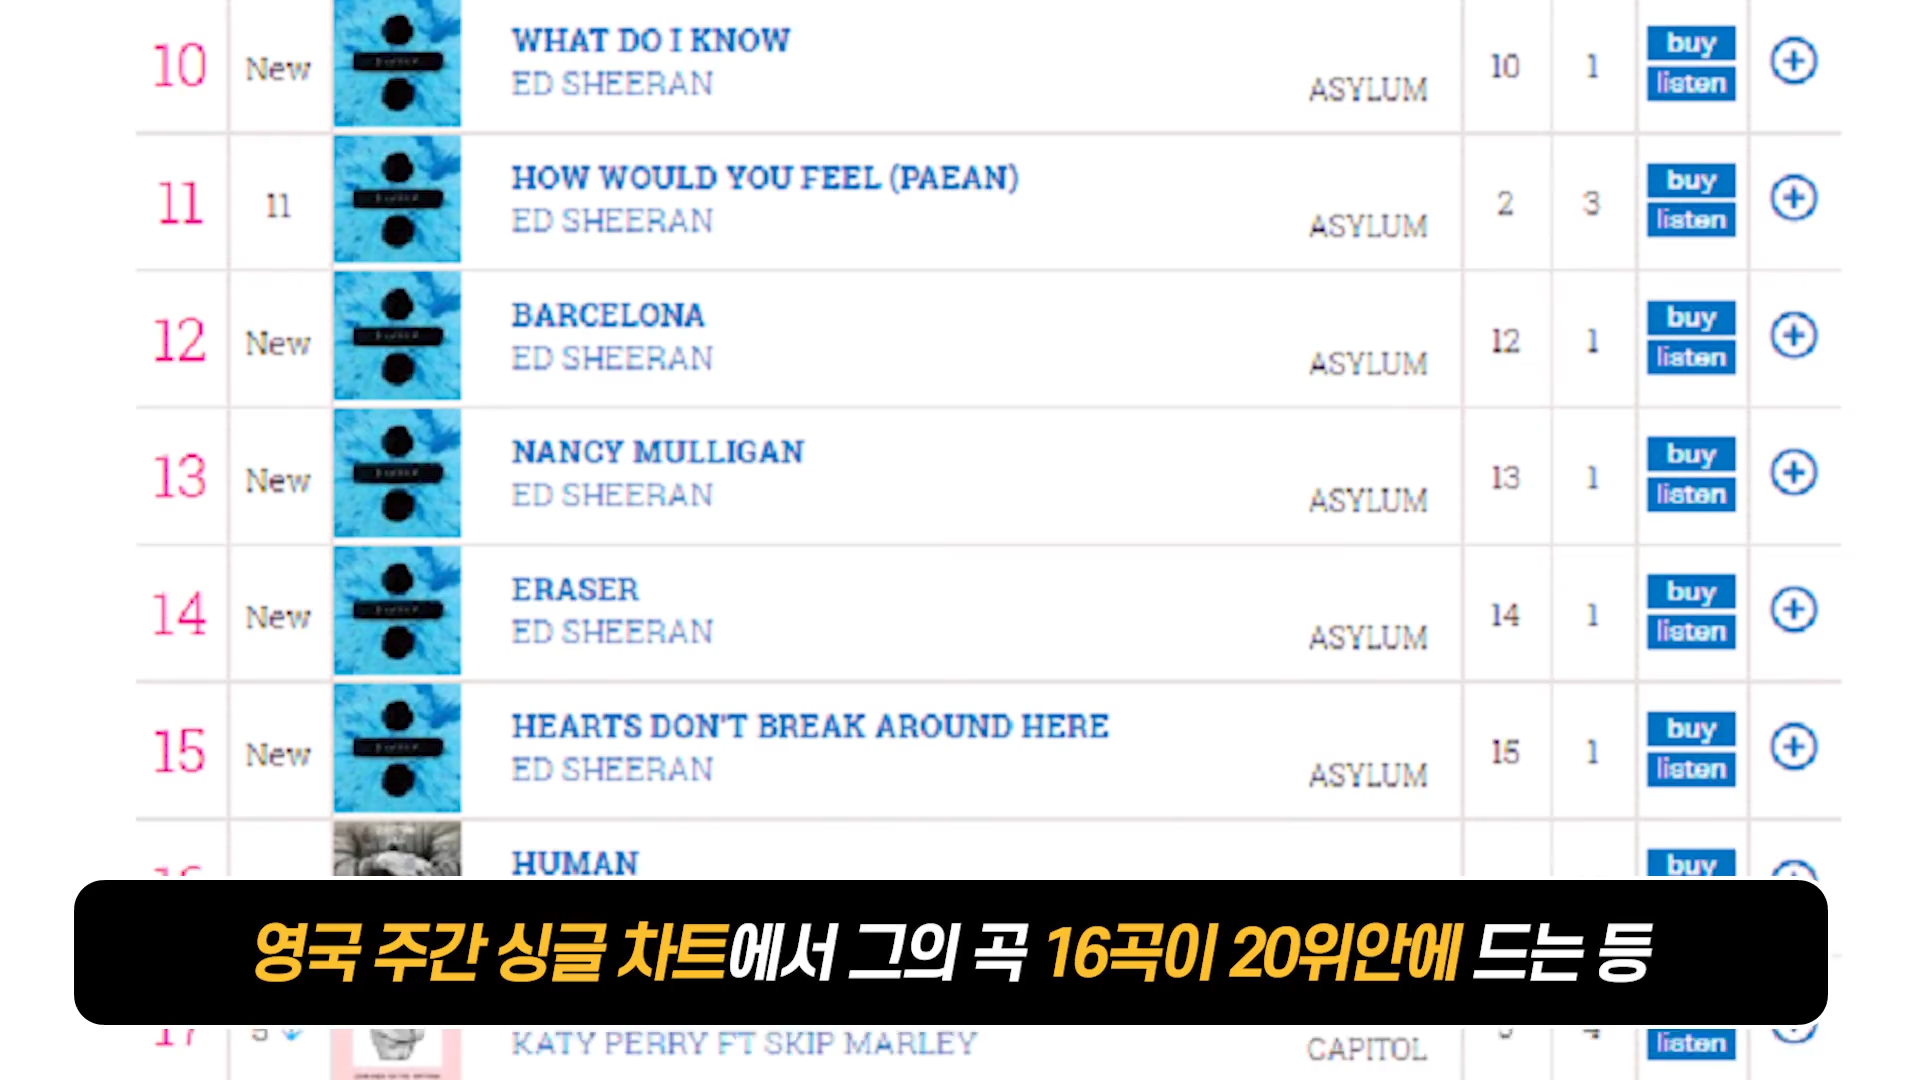 10 New WHAT DO I KNOW 10 1 buy
ED SHEERAN ASYLUM listen
11 11 HOW WOULD YOU FEEL (PAEAN) 2 3 buy
ED SHEERAN ASYLUM listen
12 New BARCELONA 12 1 buy
ED SHEERAN ASYLUM listen
13 New NANCY MULLIGAN 13 1 buy
ED SHEERAN ASYLUM listen
14 New ERASER 14 1 buy
ED SHEERAN ASYLUM listen
15 New HEARTS DON'T BREAK AROUND HERE 15 1 buy
ED SHEERAN ASYLUM listen
HUMAN buy
영국 주간 싱글 차트에서 그의 곡 16곡이 20위안에 드는 등
17 KATY PERRY FT SKIP MARLEY CAPITOL listen